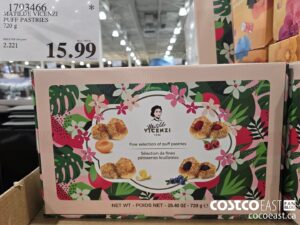 1793466 *
MATILDE VICENZI
PUFF PASTRIES
720 g
2.221
15.99
Matilde
VICENZI
Fine selection of puff pastries
Sélection de fines
pâtisseries feuilletées
NET WT - POIDS NET - 25.40 OZ - 720 g
COSTCO EAST
cocoeast.ca